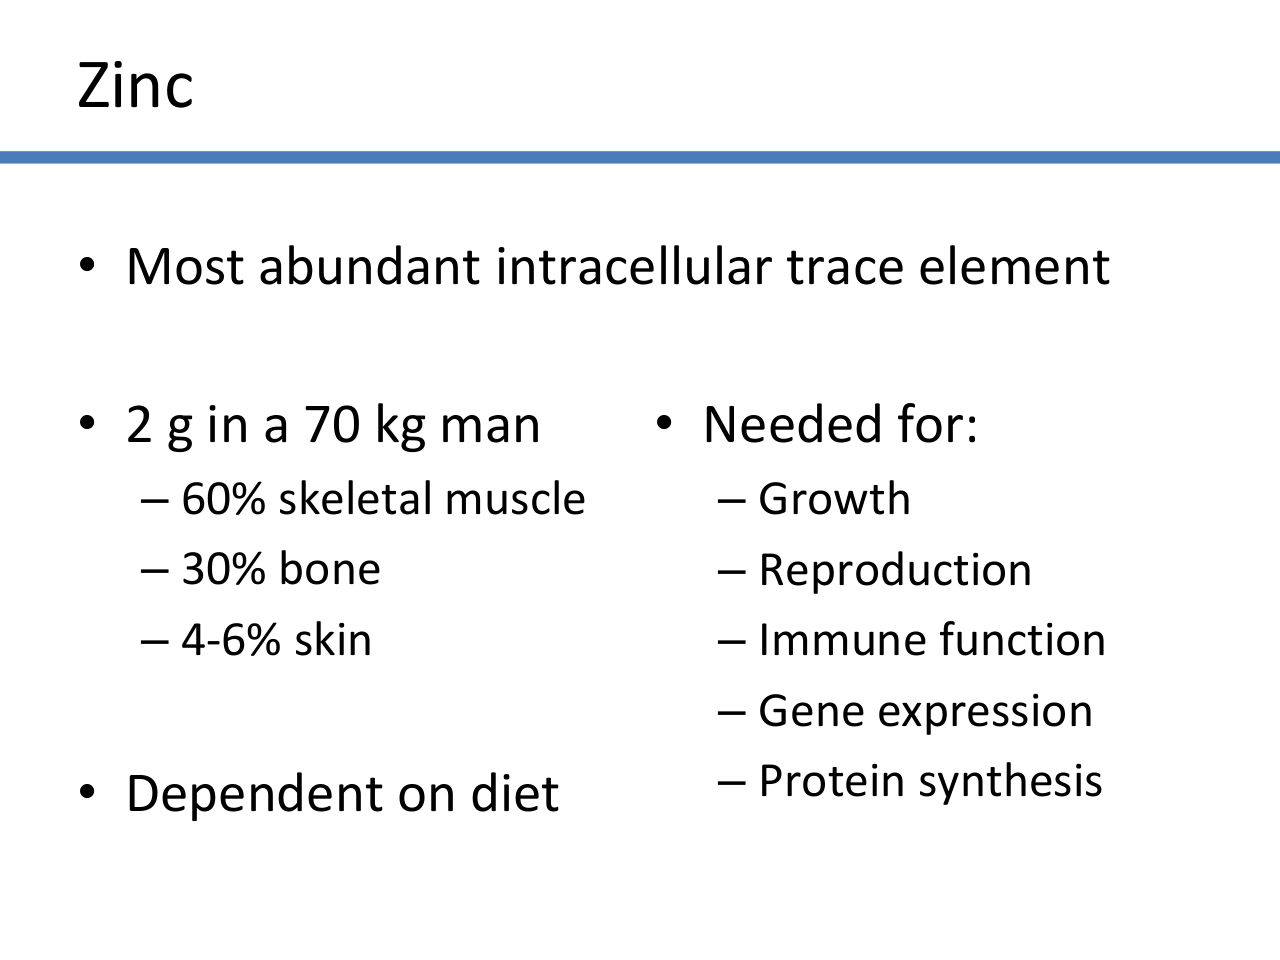 Zinc
• Most abundant intracellular trace element
• 2 g in a 70 kg man
– 60% skeletal muscle
– 30% bone
– 4-6% skin
• Dependent on diet
• Needed for:
– Growth
– Reproduction
– Immune function
– Gene expression
– Protein synthesis